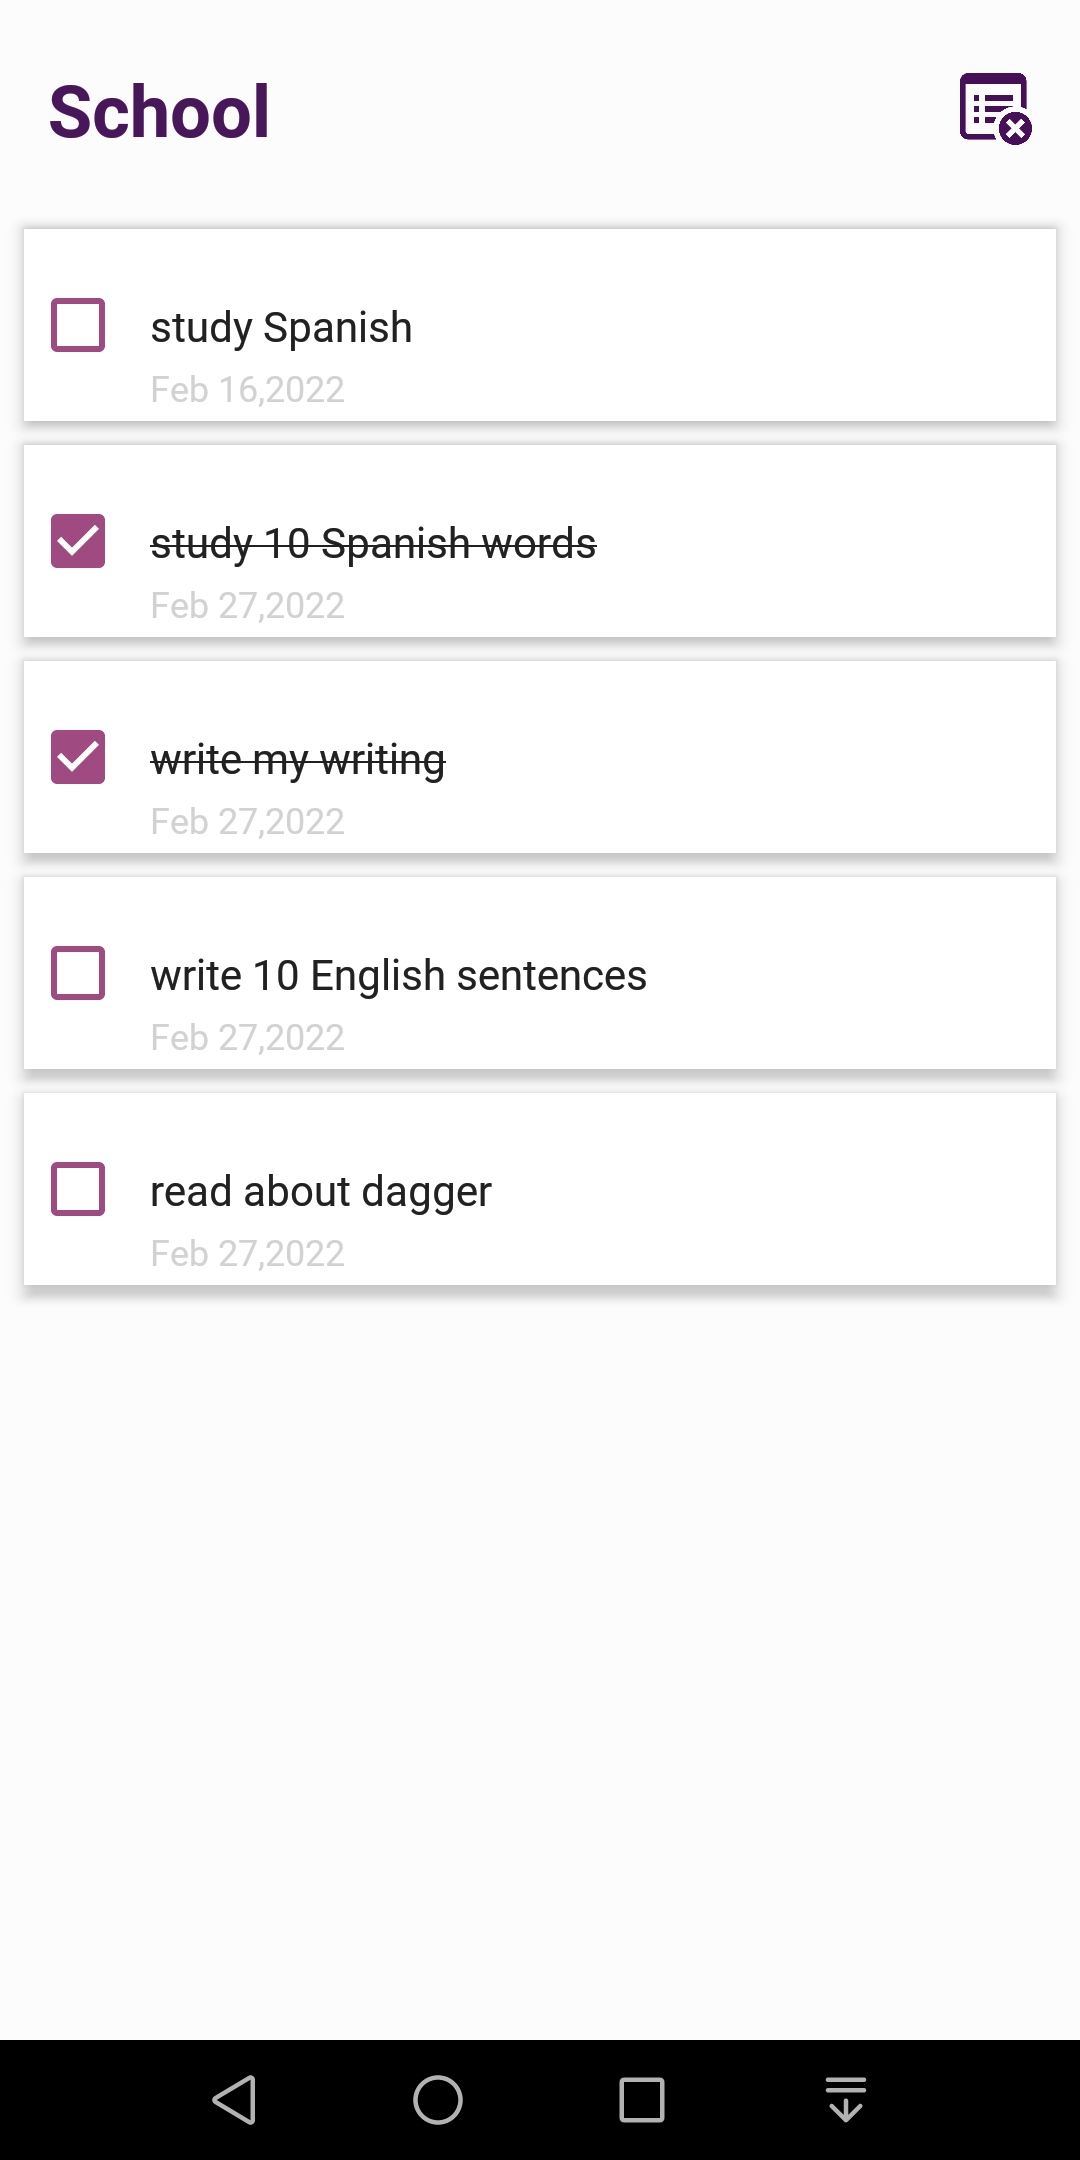 School
study Spanish
Feb 16,2022
study 10 Spanish words
Feb 27,2022
write my writing
Feb 27,2022
write 10 English sentences
Feb 27,2022
read about dagger
Feb 27,2022